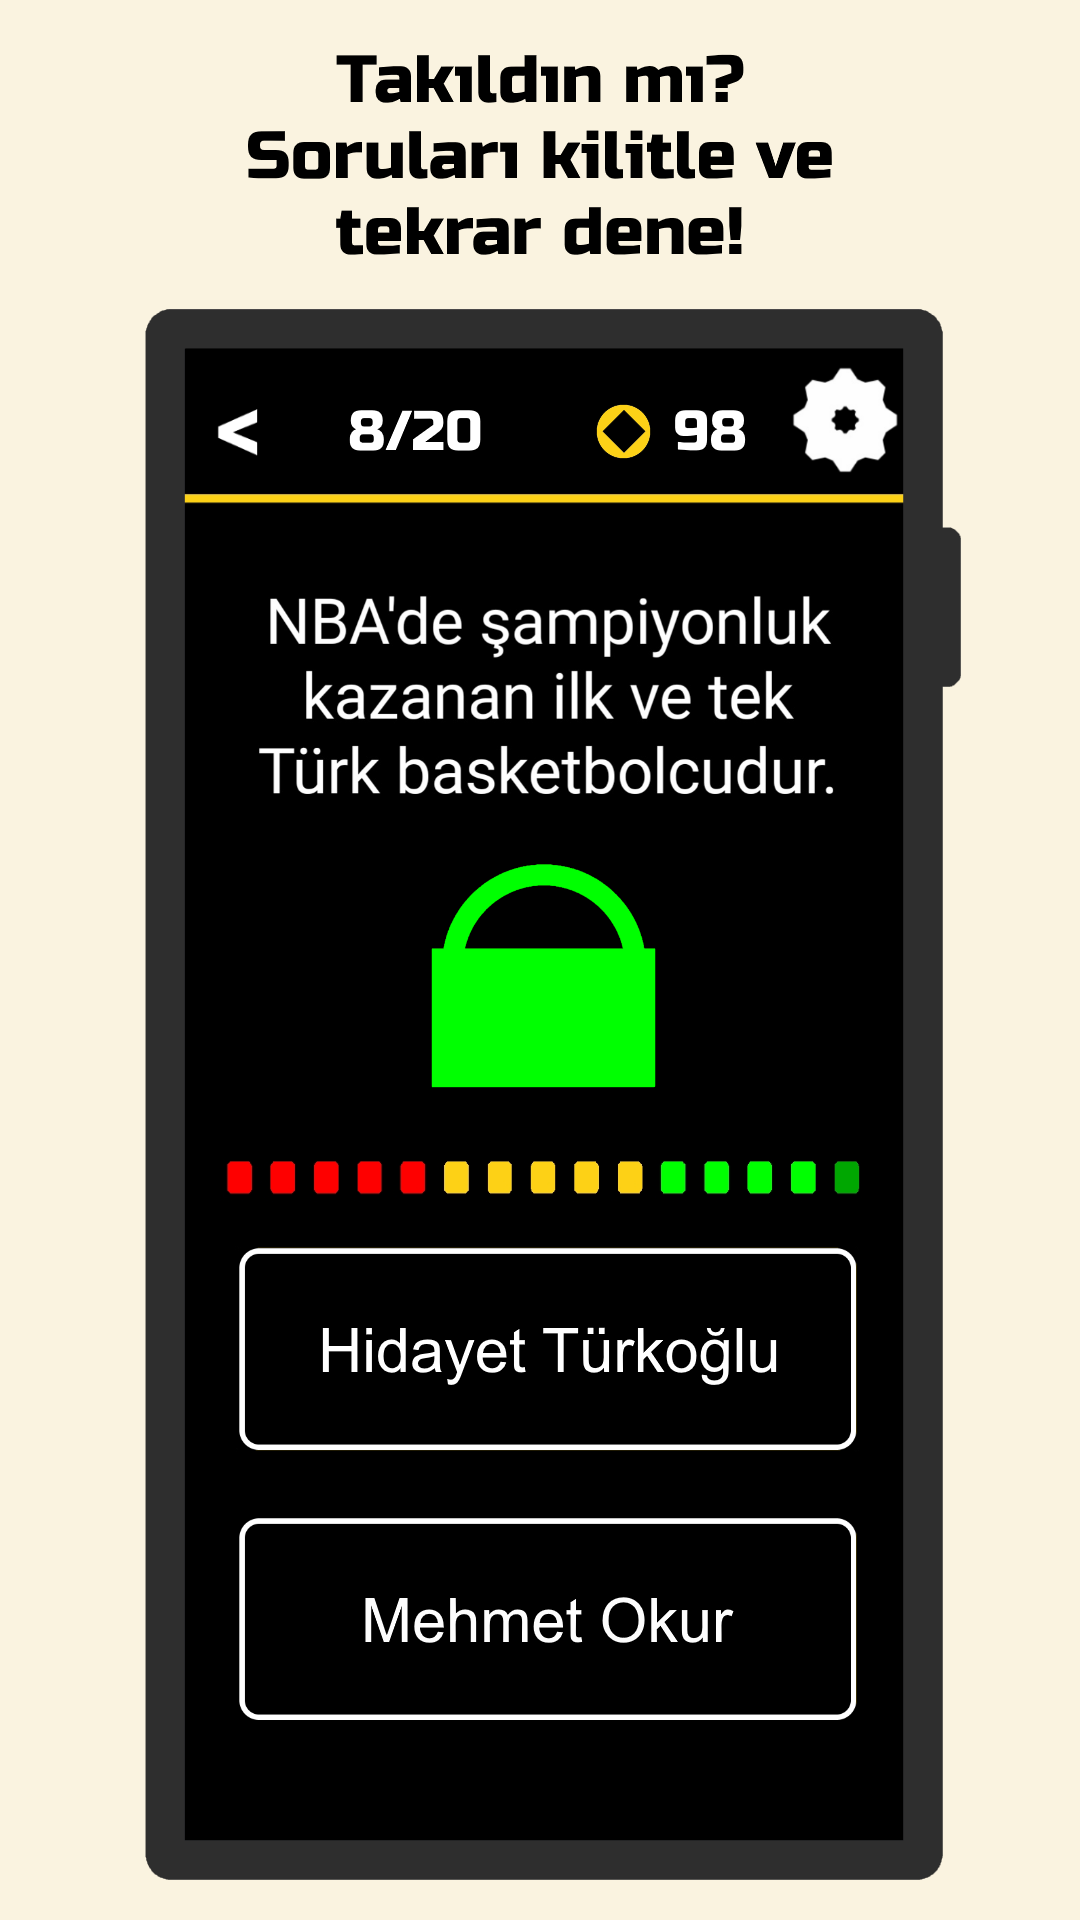 Takıldın mı?
Soruları kilitle ve
tekrar dene!
< 8/20 98
NBA'de şampiyonluk
kazanan ilk ve tek
Türk basketbolcudur.
Hidayet Türkoğlu
Mehmet Okur